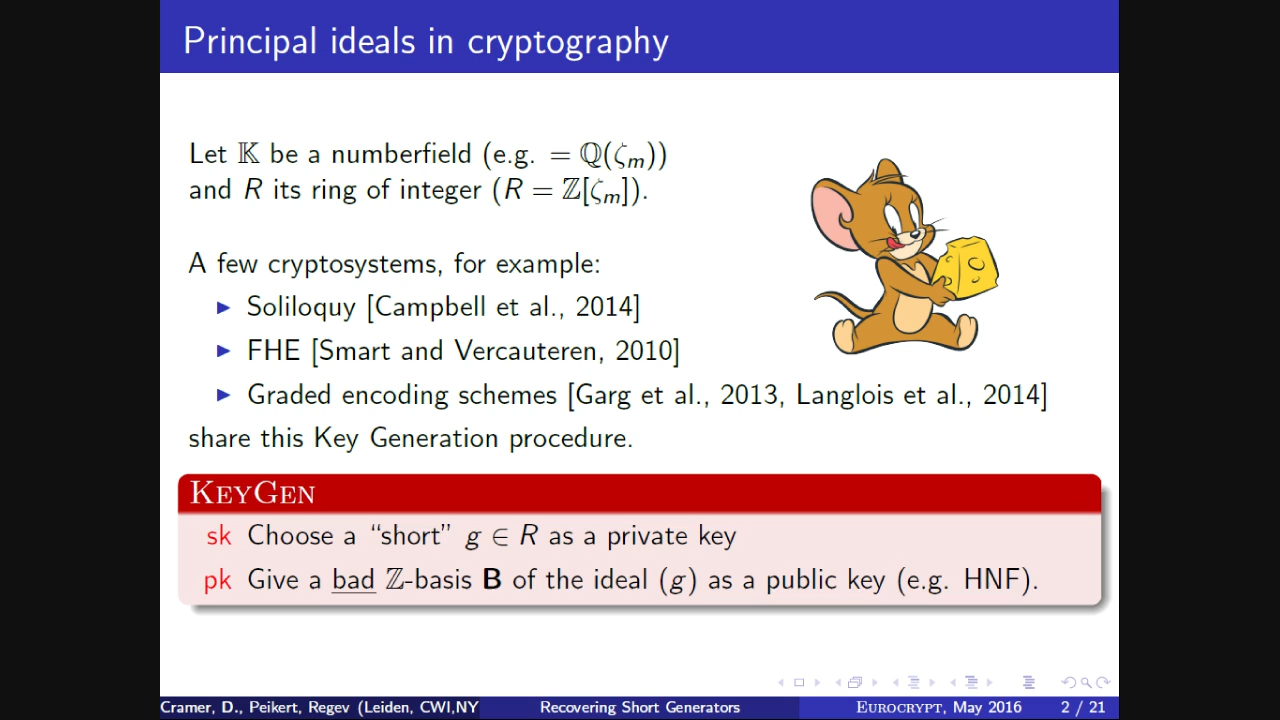 Principal ideals in cryptography
Let 𝕂 be a numberfield (e.g. = ℚ(ζₘ))
and R its ring of integer (R = ℤ[ζₘ]).
A few cryptosystems, for example:
▶ Soliloquy [Campbell et al., 2014]
▶ FHE [Smart and Vercauteren, 2010]
▶ Graded encoding schemes [Garg et al., 2013, Langlois et al., 2014]
share this Key Generation procedure.
KeyGen
sk Choose a “short” g ∈ R as a private key
pk Give a bad ℤ-basis B of the ideal (g) as a public key (e.g. HNF).
Cramer, D., Peikert, Regev (Leiden, CWI,NY Recovering Short Generators Eurocrypt, May 2016 2 / 21